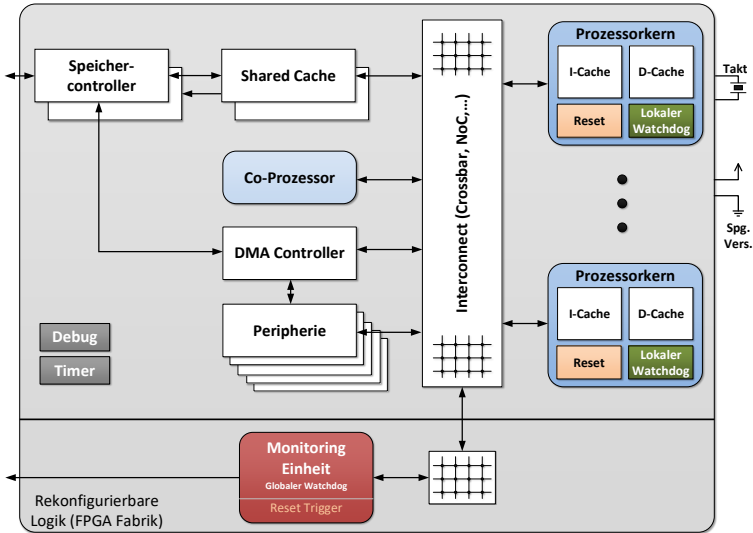 Speicher-
controller
Shared Cache
Co-Prozessor
DMA Controller
Peripherie
Debug
Timer
Interconnect (Crossbar, NoC,...)
Prozessorkern
I-Cache
D-Cache
Reset
Lokaler
Watchdog
Takt
Spg.
Vers.
Prozessorkern
I-Cache
D-Cache
Reset
Lokaler
Watchdog
Monitoring
Einheit
Globaler Watchdog
Reset Trigger
Rekonfigurierbare
Logik (FPGA Fabrik)